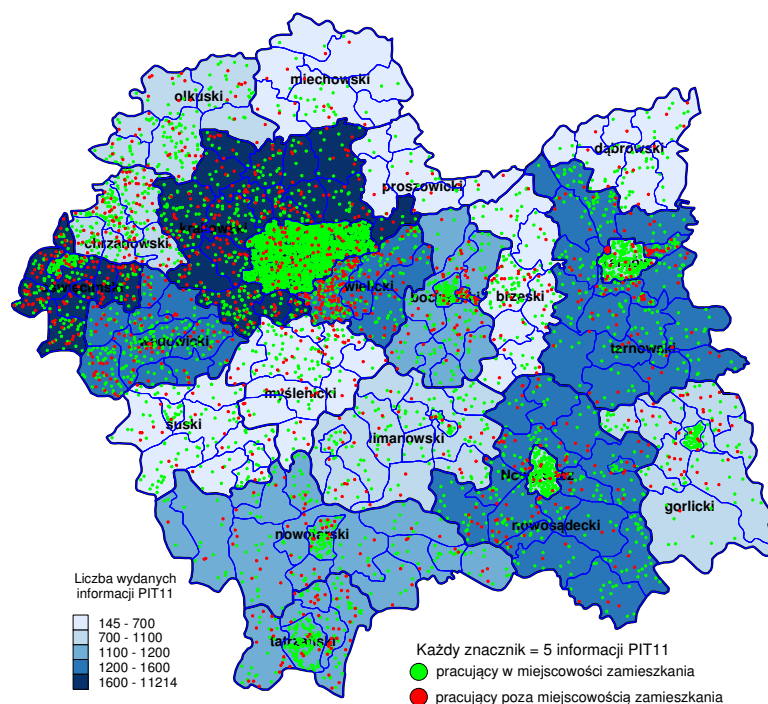 miechowski
olkuski
dąbrowski
proszowicki
chrzanowski
wielicki
brzeski
tarnowski
myślenicki
suski
limanowski
gorlicki
nowosądecki
nowotarski
tatrzański
Liczba wydanych
informacji PIT11
145 - 700
700 - 1100
1100 - 1200
1200 - 1600
1600 - 11214
Każdy znacznik = 5 informacji PIT11
pracujący w miejscowości zamieszkania
pracujący poza miejscowością zamieszkania